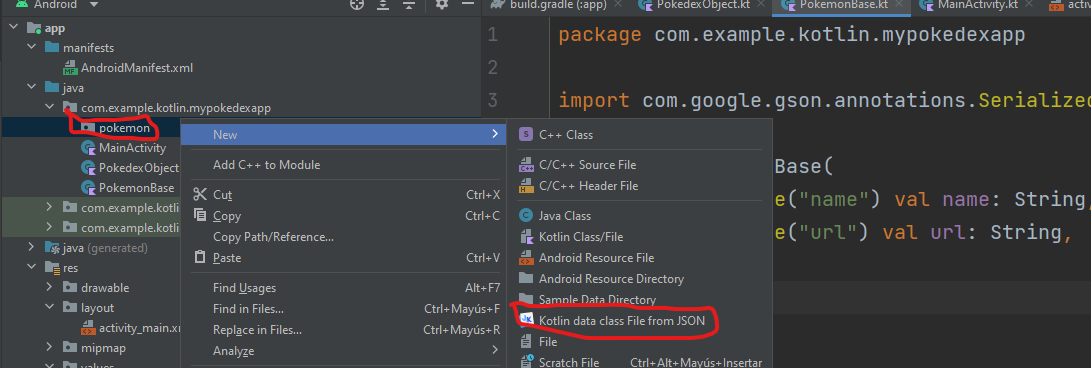 Android
build.gradle (:app)
PokedexObject.kt
PokemonBase.kt
MainActivity.kt
app
manifests
AndroidManifest.xml
java
com.example.kotlin.mypokedexapp
pokemon
MainActivity
PokedexObject
PokemonBase
com.example.kotli
com.example.kotli
java (generated)
res
drawable
layout
activity_main.x
mipmap
values
New
Add C++ to Module
Cut Ctrl+X
Copy Ctrl+C
Copy Path/Reference...
Paste Ctrl+V
Find Usages Alt+F7
Find in Files... Ctrl+Mayús+F
Replace in Files... Ctrl+Mayús+R
Analyze
C++ Class
C/C++ Source File
C/C++ Header File
Java Class
Kotlin Class/File
Android Resource File
Android Resource Directory
Sample Data Directory
Kotlin data class File from JSON
File
Scratch File Ctrl+Alt+Mayús+Insertar
1 package com.example.kotlin.mypokedexapp
2
3 import com.google.gson.annotations.Serialized
Base(
e("name") val name: String,
e("url") val url: String,